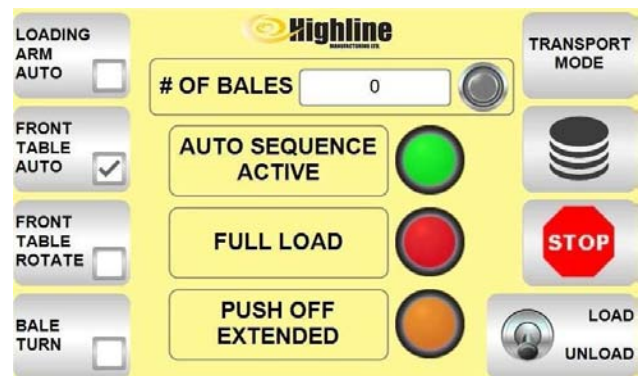 LOADING
ARM
AUTO
Highline
MANUFACTURING LTD.
TRANSPORT
MODE
# OF BALES
0
FRONT
TABLE
AUTO
AUTO SEQUENCE
ACTIVE
FRONT
TABLE
ROTATE
FULL LOAD
STOP
BALE
TURN
PUSH OFF
EXTENDED
LOAD
UNLOAD